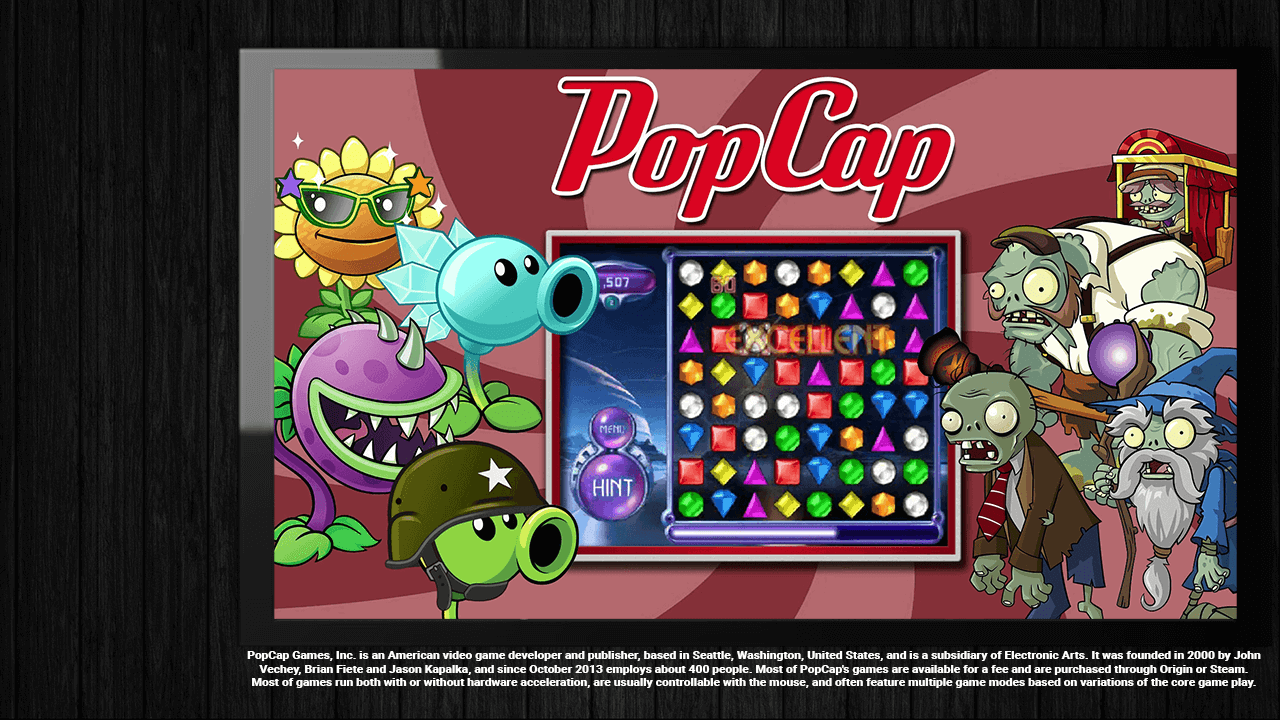 PopCap
,507
2
60
EXCELLENT
MENU
HINT
PopCap Games, Inc. is an American video game developer and publisher, based in Seattle, Washington, United States, and is a subsidiary of Electronic Arts. It was founded in 2000 by John
Vechey, Brian Fiete and Jason Kapalka, and since October 2013 employs about 400 people. Most of PopCap's games are available for a fee and are purchased through Origin or Steam.
Most of games run both with or without hardware acceleration, are usually controllable with the mouse, and often feature multiple game modes based on variations of the core game play.